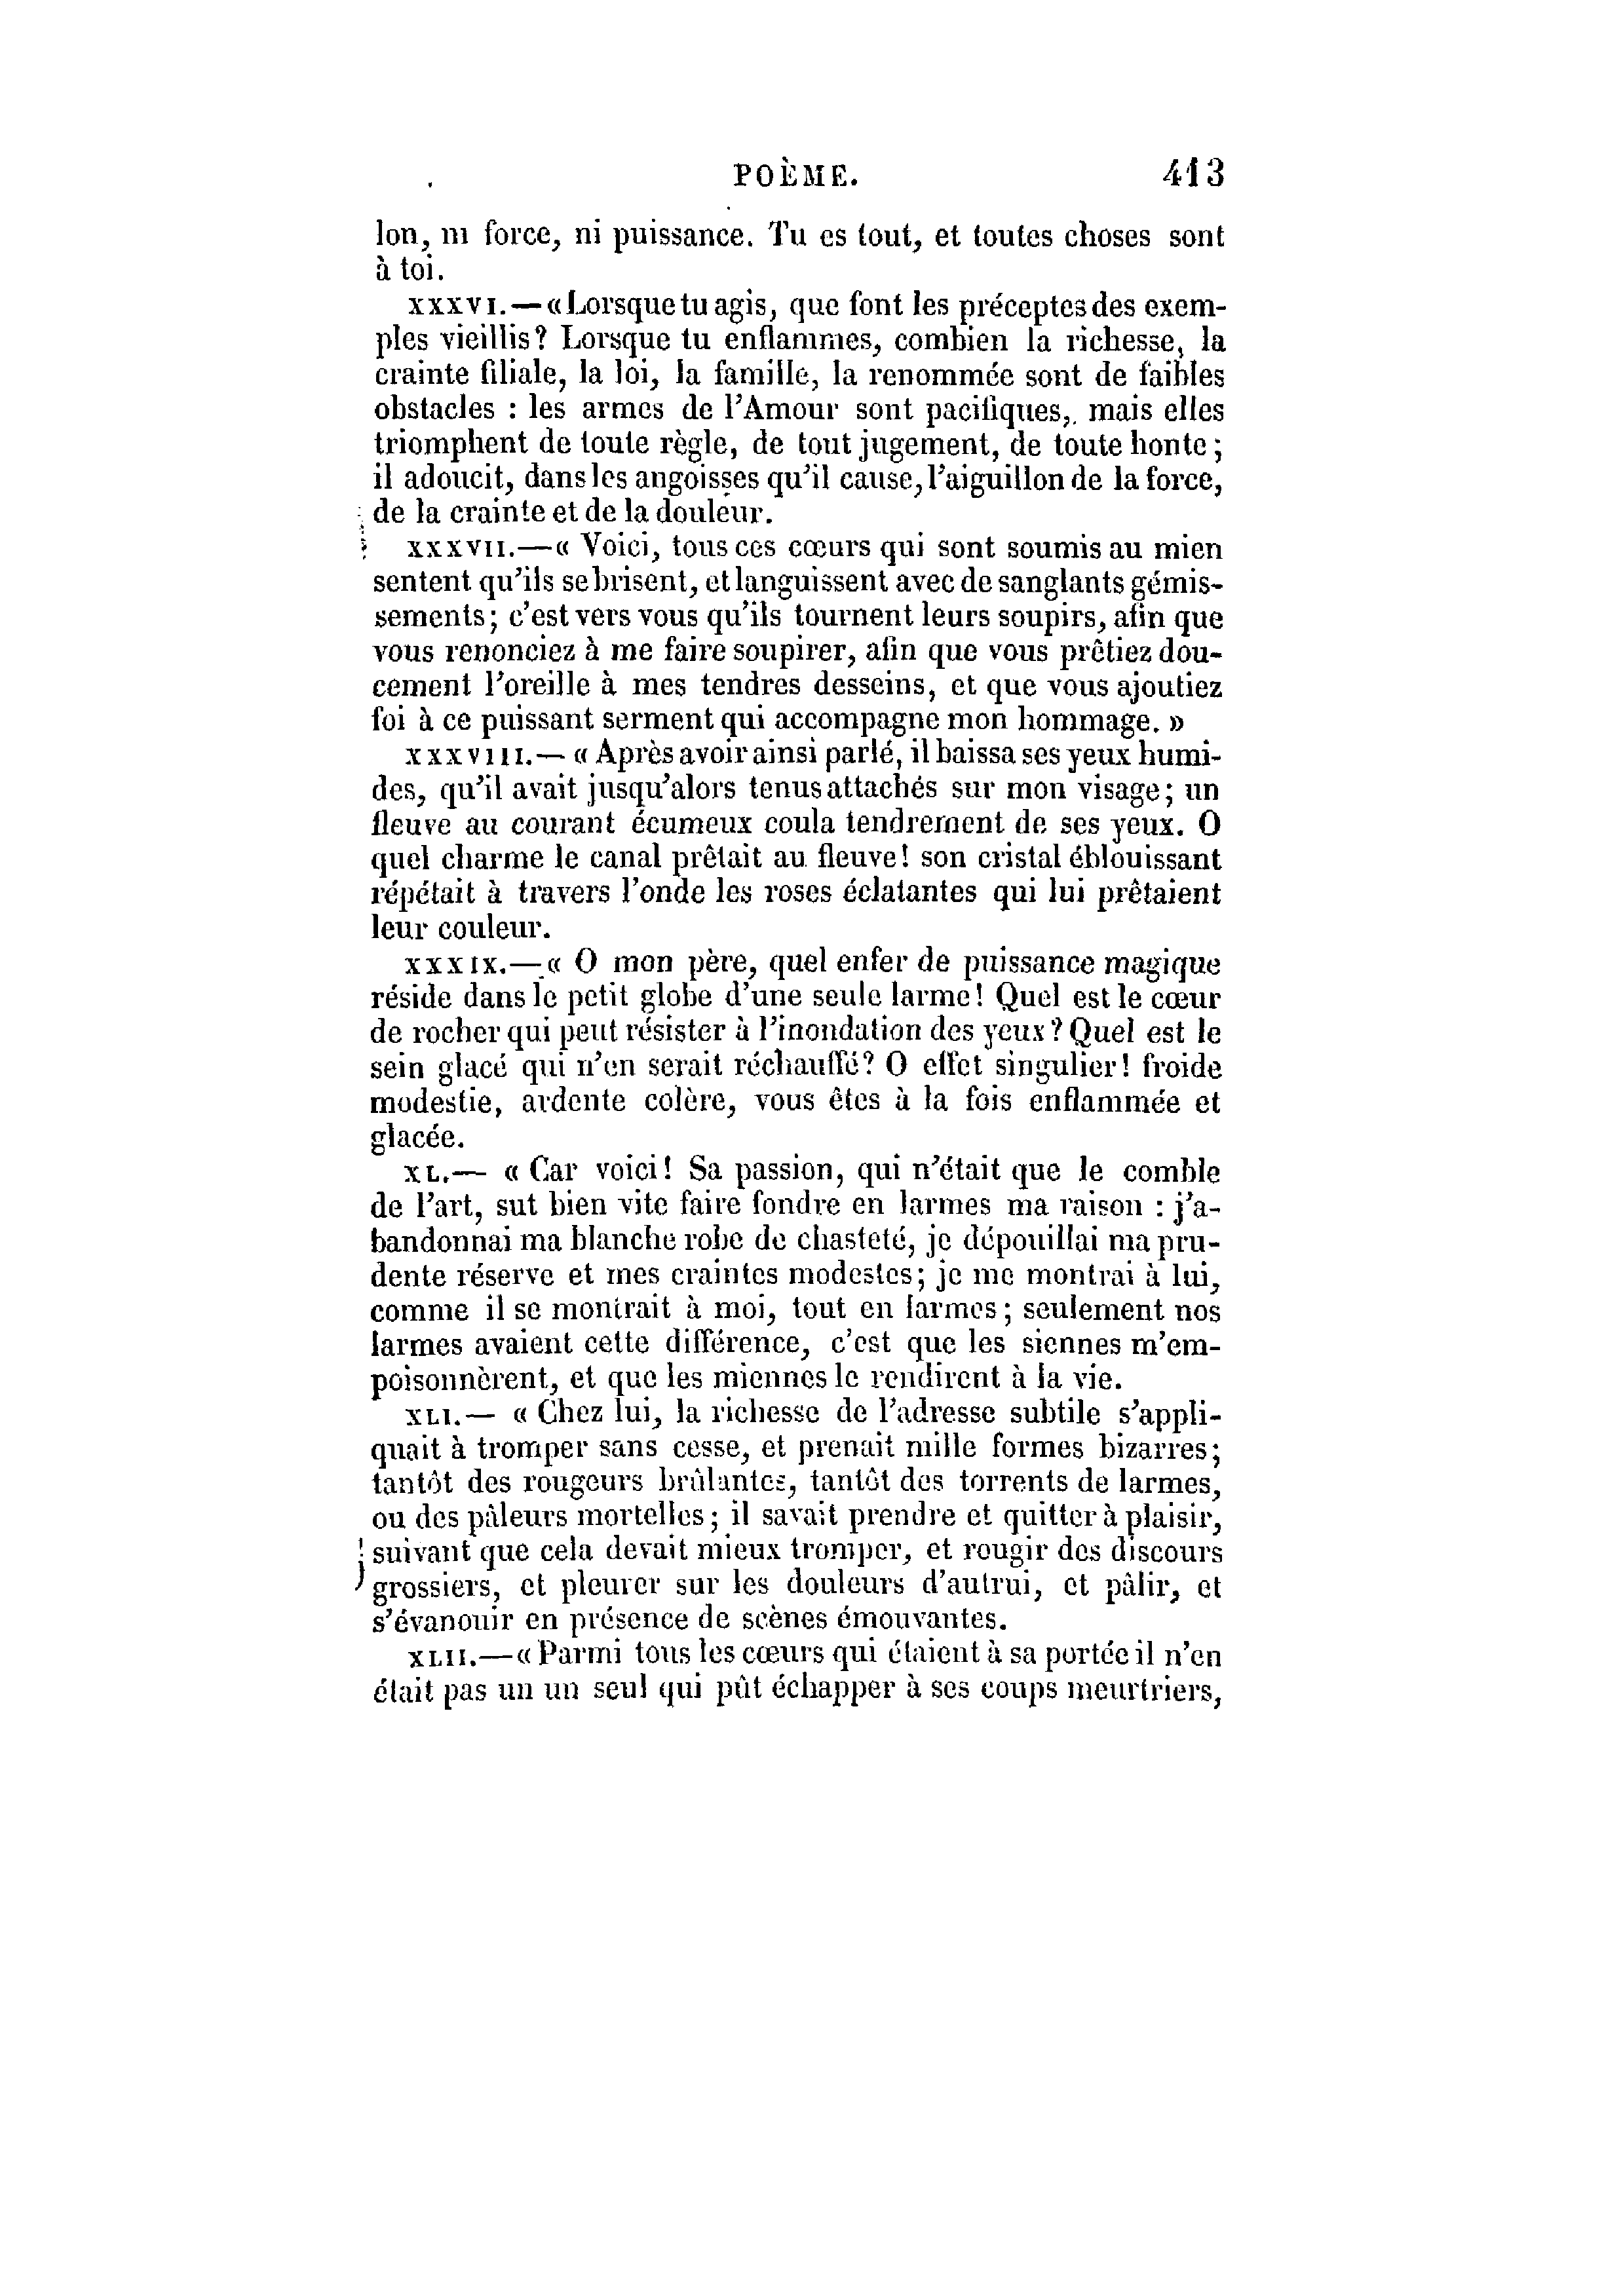 POÈME. 413
lon, ni force, ni puissance. Tu es tout, et toutes choses sont
à toi.
XXXVI.—«Lorsque tu agis, que font les préceptes des exem-
ples vieillis? Lorsque tu enflammes, combien la richesse, la
crainte filiale, la loi, la famille, la renommée sont de faibles
obstacles : les armes de l'Amour sont pacifiques, mais elles
triomphent de toute règle, de tout jugement, de toute honte;
il adoucit, dans les angoisses qu'il cause, l'aiguillon de la force,
de la crainte et de la douleur.
XXXVII.—« Voici, tous ces cœurs qui sont soumis au mien
sentent qu'ils se brisent, et languissent avec de sanglants gémis-
sements; c'est vers vous qu'ils tournent leurs soupirs, afin que
vous renonciez à me faire soupirer, afin que vous prêtiez dou-
cement l'oreille à mes tendres desseins, et que vous ajoutiez
foi à ce puissant serment qui accompagne mon hommage. »
XXXVIII.— « Après avoir ainsi parlé, il baissa ses yeux humi-
des, qu'il avait jusqu'alors tenus attachés sur mon visage; un
fleuve au courant écumeux coula tendrement de ses yeux. O
quel charme le canal prêtait au fleuve! son cristal éblouissant
répétait à travers l'onde les roses éclatantes qui lui prêtaient
leur couleur.
XXXIX.—« O mon père, quel enfer de puissance magique
réside dans le petit globe d'une seule larme! Quel est le cœur
de rocher qui peut résister à l'inondation des yeux? Quel est le
sein glacé qui n'en serait réchauffé? O effet singulier! froide
modestie, ardente colère, vous êtes à la fois enflammée et
glacée.
XL.— « Car voici! Sa passion, qui n'était que le comble
de l'art, sut bien vite faire fondre en larmes ma raison : j'a-
bandonnai ma blanche robe de chasteté, je dépouillai ma pru-
dente réserve et mes craintes modestes; je me montrai à lui,
comme il se montrait à moi, tout en larmes; seulement nos
larmes avaient cette différence, c'est que les siennes m'em-
poisonnèrent, et que les miennes le rendirent à la vie.
XLI.— « Chez lui, la richesse de l'adresse subtile s'appli-
quait à tromper sans cesse, et prenait mille formes bizarres;
tantôt des rougeurs brûlantes, tantôt des torrents de larmes,
ou des pâleurs mortelles; il savait prendre et quitter à plaisir,
suivant que cela devait mieux tromper, et rougir des discours
grossiers, et pleurer sur les douleurs d'autrui, et pâlir, et
s'évanouir en présence de scènes émouvantes.
XLII.—« Parmi tous les cœurs qui étaient à sa portée il n'en
était pas un un seul qui pût échapper à ses coups meurtriers,